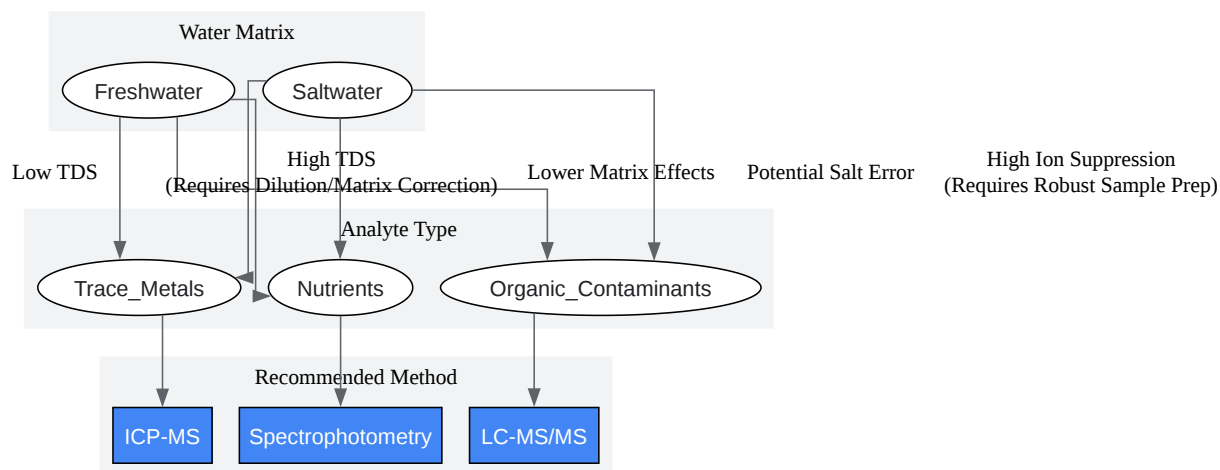 Water Matrix
Freshwater
Saltwater
Low TDS
High TDS
(Requires Dilution/Matrix Correction)
Lower Matrix Effects
Potential Salt Error
High Ion Suppression
(Requires Robust Sample Prep)
Analyte Type
Trace_Metals
Nutrients
Organic_Contaminants
Recommended Method
ICP-MS
Spectrophotometry
LC-MS/MS